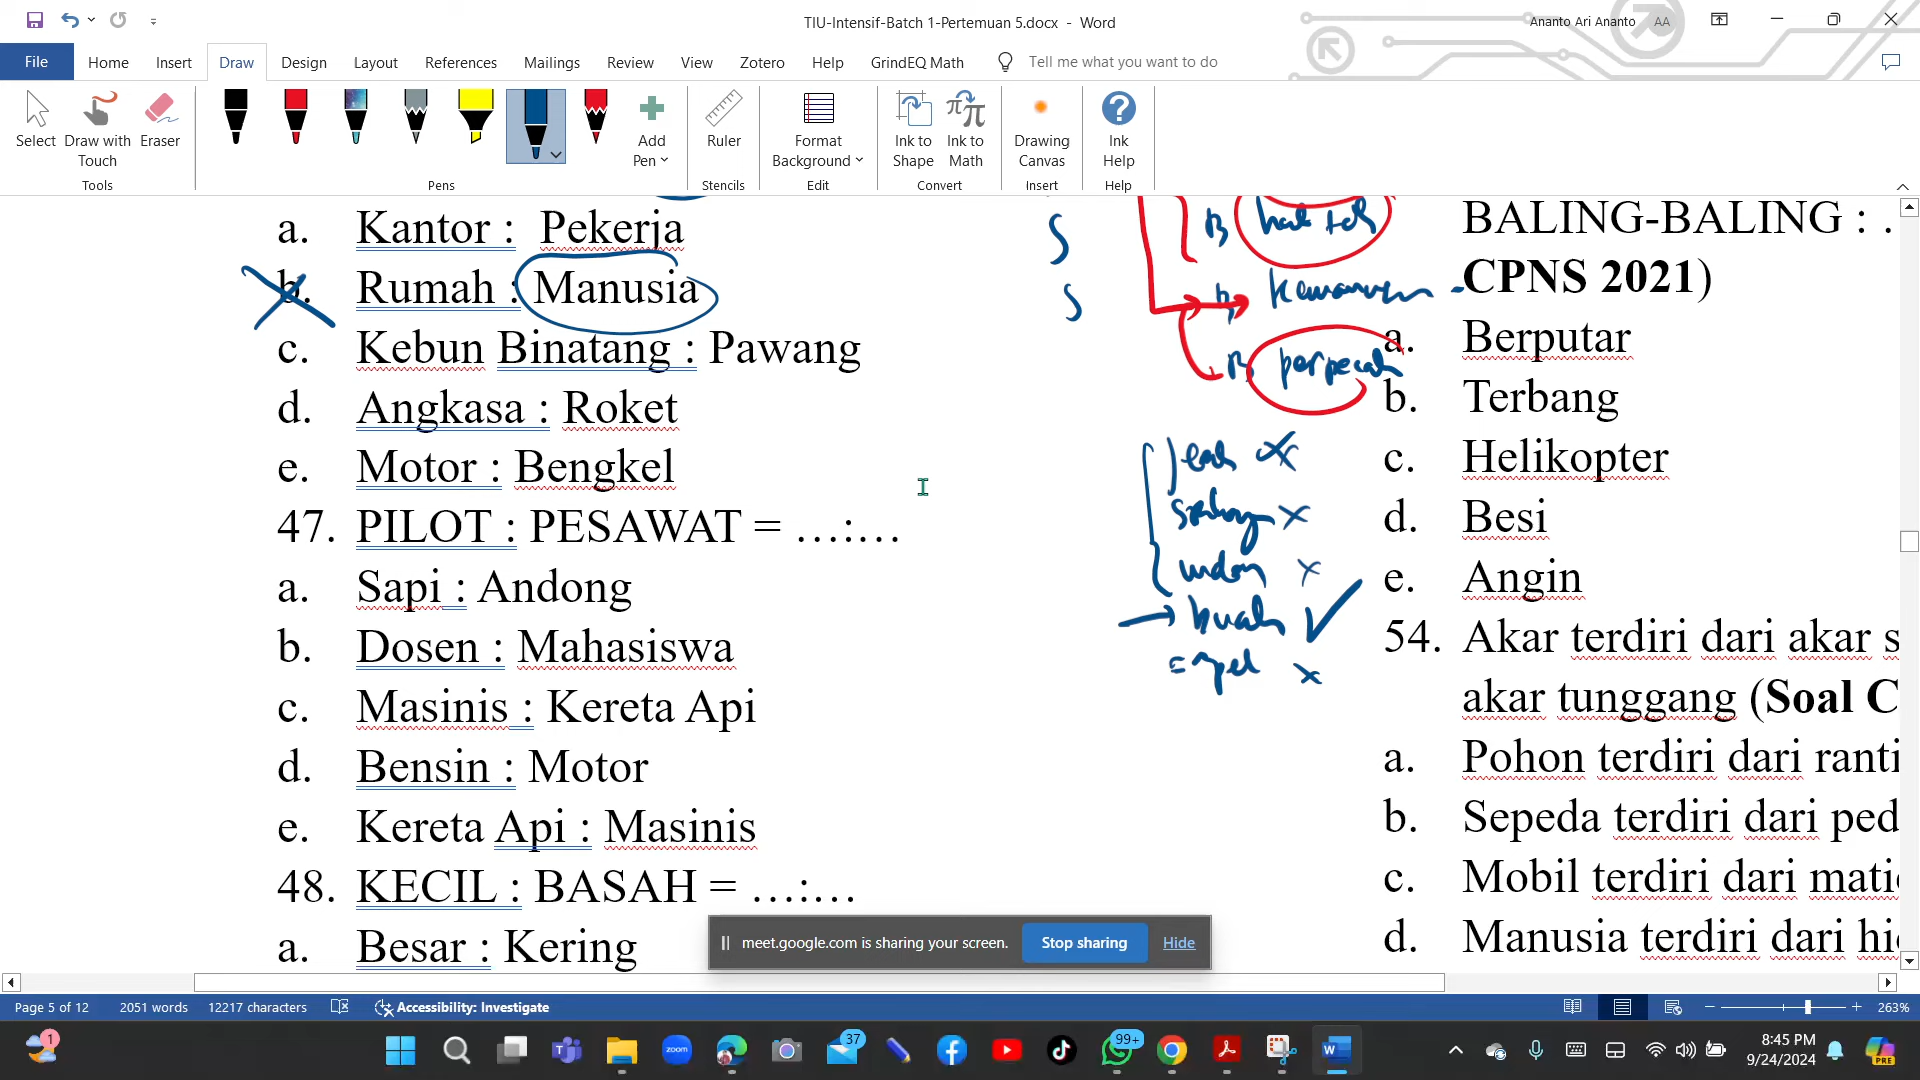 TIU-Intensif-Batch 1-Pertemuan 5.docx - Word
Ananto Ari Ananto
AA
File
Home
Insert
Draw
Design
Layout
References
Mailings
Review
View
Zotero
Help
GrindEQ Math
Tell me what you want to do
Select
Draw with Touch
Eraser
Add Pen
Ruler
Format Background
Ink to Shape
Ink to Math
Drawing Canvas
Ink Help
Tools
Pens
Stencils
Edit
Convert
Insert
Help
a. Kantor : Pekerja
b. Rumah : Manusia
c. Kebun Binatang : Pawang
d. Angkasa : Roket
e. Motor : Bengkel
47. PILOT : PESAWAT = …:…
a. Sapi : Andong
b. Dosen : Mahasiswa
c. Masinis : Kereta Api
d. Bensin : Motor
e. Kereta Api : Masinis
48. KECIL : BASAH = …:…
a. Besar : Kering
S
S
buah
BALING-BALING : .
CPNS 2021)
a. Berputar
b. Terbang
c. Helikopter
d. Besi
e. Angin
54. Akar terdiri dari akar s
akar tunggang (Soal C
a. Pohon terdiri dari ranti
b. Sepeda terdiri dari ped
c. Mobil terdiri dari
d. Manusia terdiri dari
meet.google.com is sharing your screen.
Stop sharing
Hide
Page 5 of 12
2051 words
12217 characters
Accessibility: Investigate
263%
1
zoom
37
99+
8:45 PM
9/24/2024
PRE